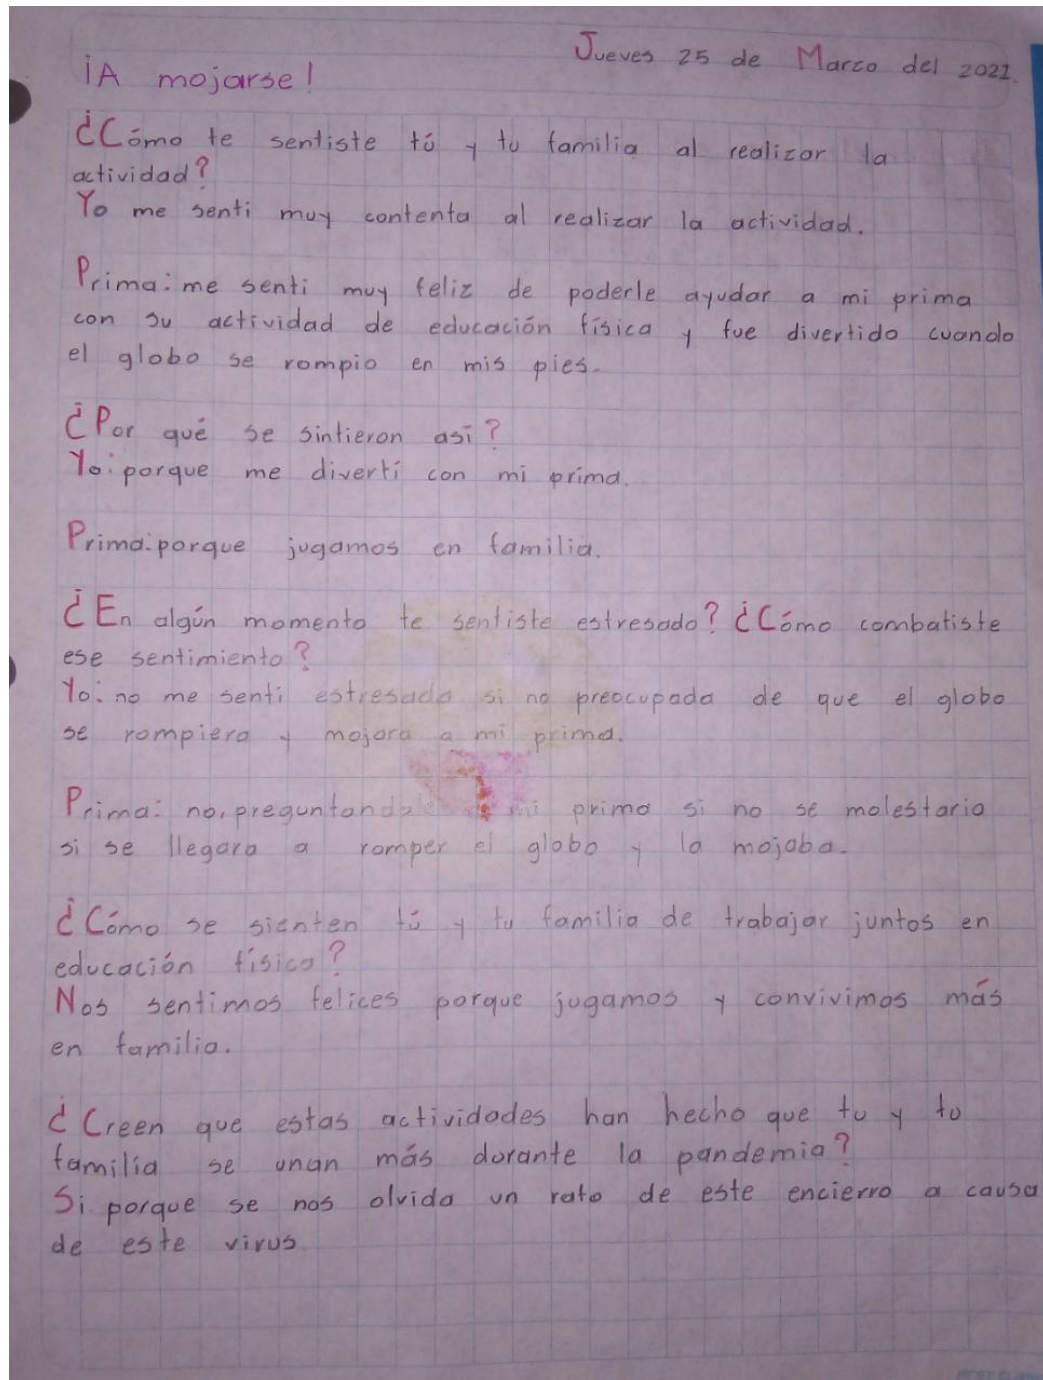 Jueves 25 de Marzo del 2021.
¡A mojarse!
¿Cómo te sentiste tú y tu familia al realizar la
actividad?
Yo me senti muy contenta al realizar la actividad.
Prima: me senti muy feliz de poderle ayudar a mi prima
con su actividad de educación física y fue divertido cuando
el globo se rompio en mis pies.
¿Por qué se sintieron asi?
Yo: porque me divertí con mi prima.
Prima: porque jugamos en familia.
¿En algún momento te sentiste estresado? ¿Cómo combatiste
ese sentimiento?
Yo: no me senti estresada si no preocupada de que el globo
se rompiera y mojara a mi prima.
Prima: no, preguntandole a mi prima si no se molestaria
si se llegara a romper el globo y la mojaba.
¿Cómo se sienten tú y tu familia de trabajar juntos en
educación física?
Nos sentimos felices porque jugamos y convivimos más
en familia.
¿Creen que estas actividades han hecho que tu y tu
familia se unan más durante la pandemia?
Si porque se nos olvida un rato de este encierro a causa
de este virus